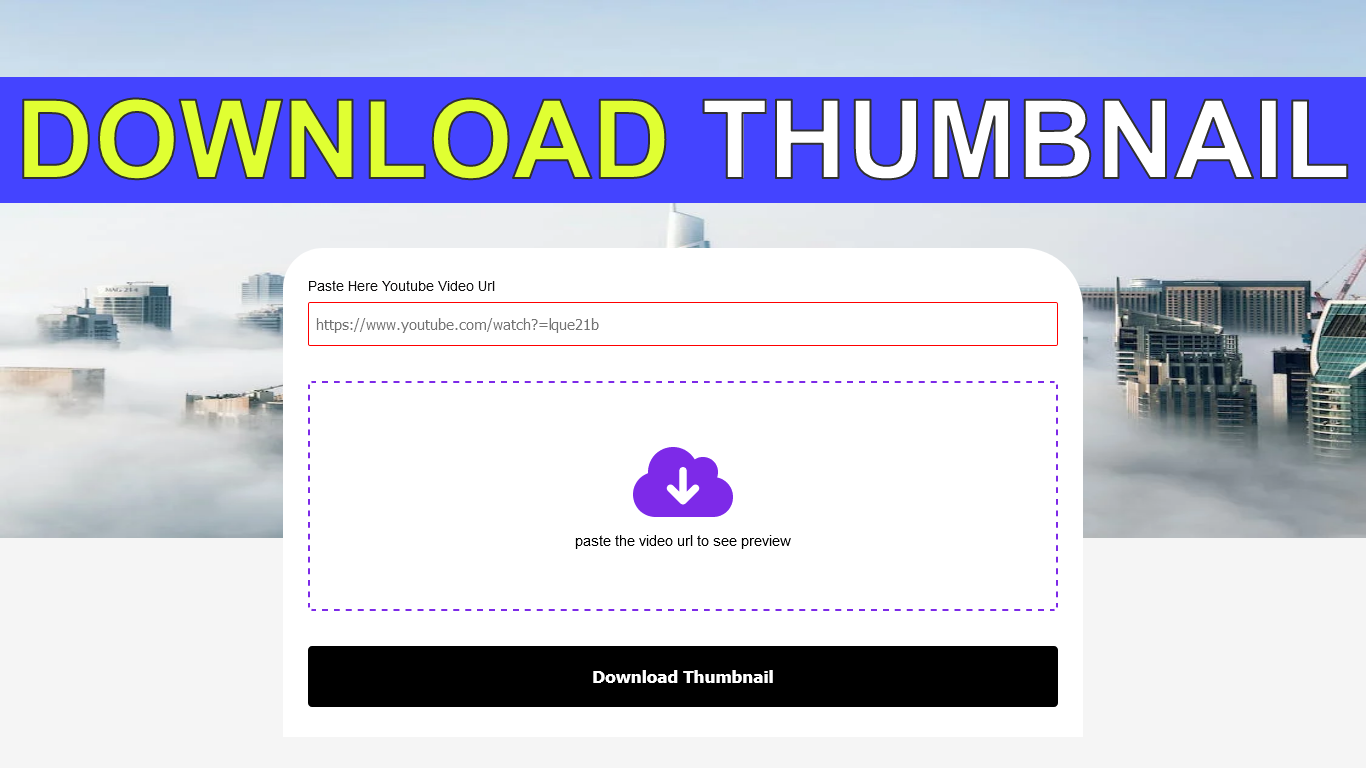 DOWNLOAD THUMBNAIL
Paste Here Youtube Video Url
https://www.youtube.com/watch?=lque21b
paste the video url to see preview
Download Thumbnail